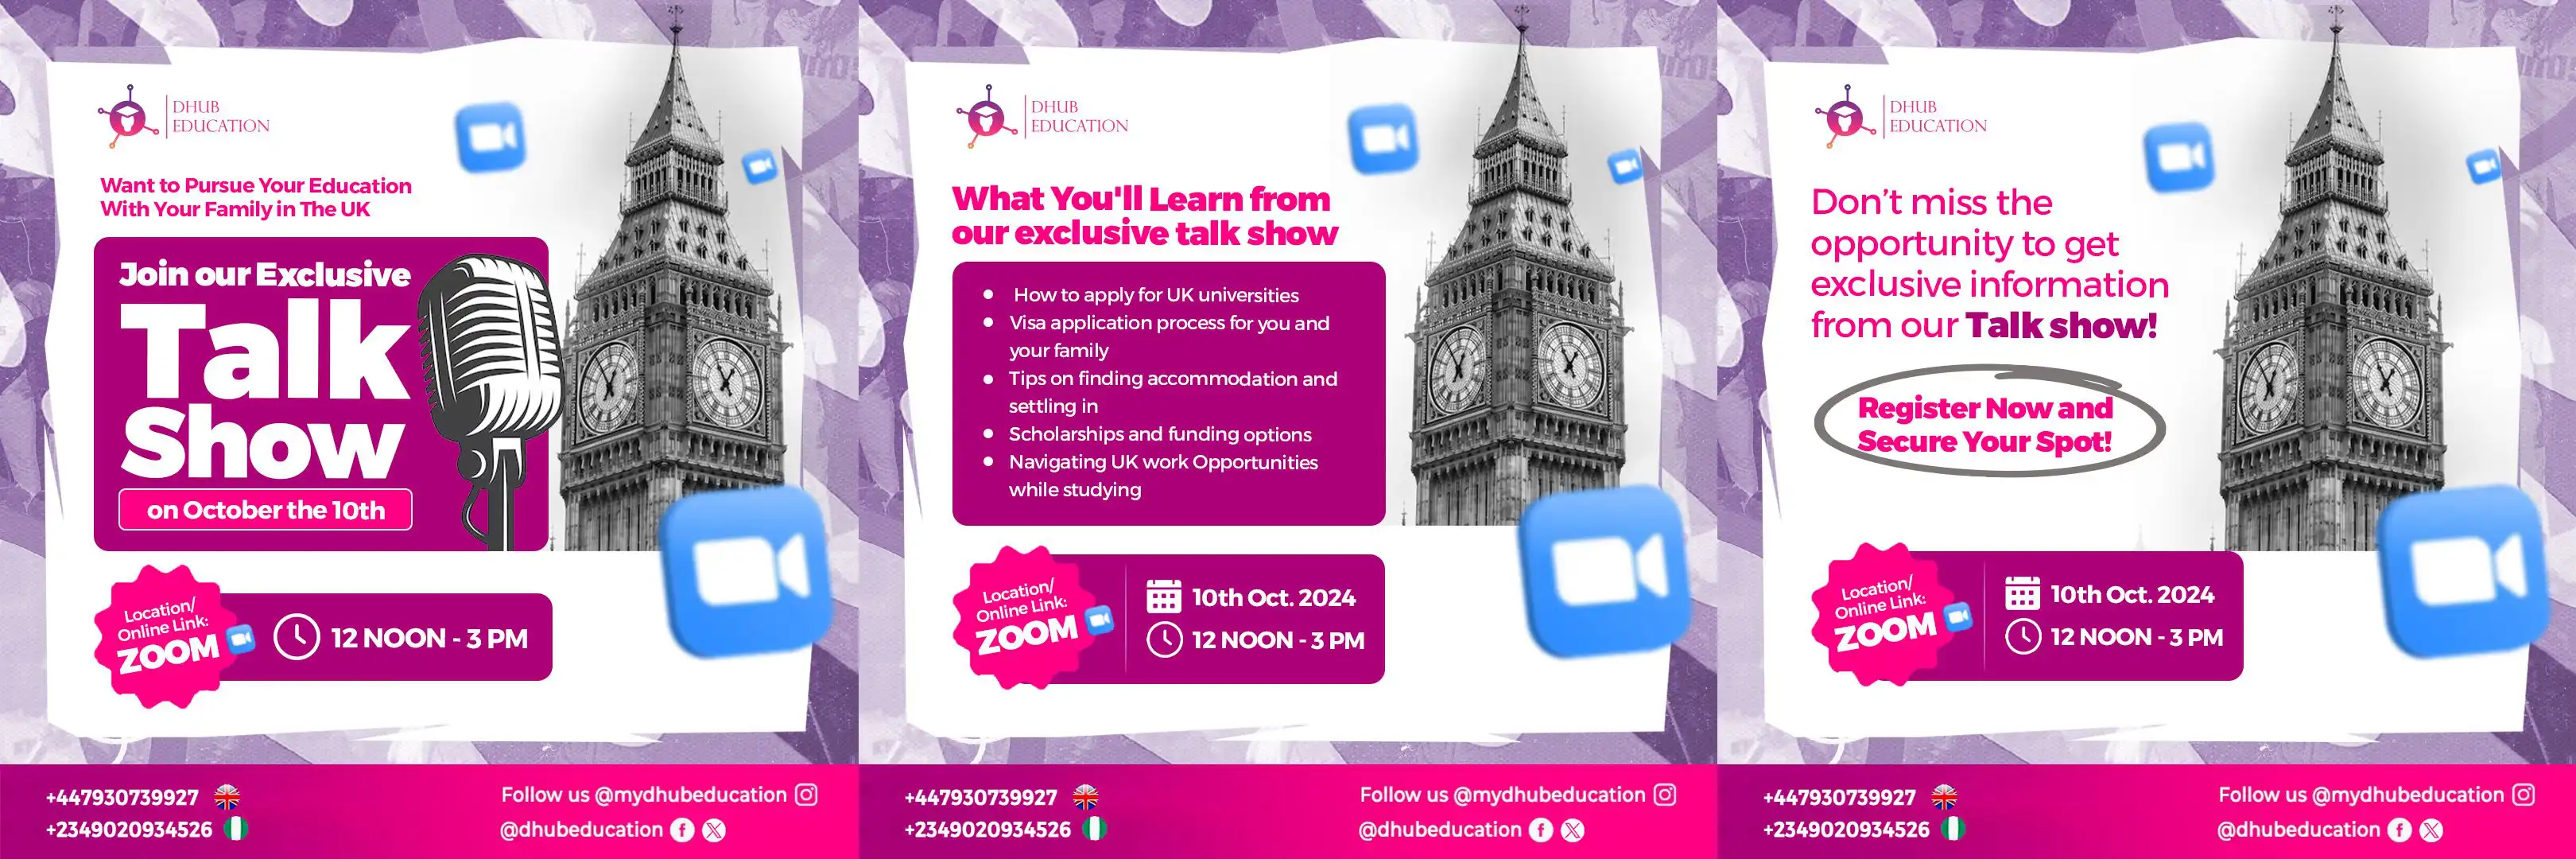 DHUB
EDUCATION
Want to Pursue Your Education
With Your Family in The UK
Join our Exclusive
Talk
Show
on October the 10th
Location/
Online Link:
ZOOM
12 NOON - 3 PM
+447930739927
+2349020934526
Follow us @mydhubeducation
@dhubeducation
DHUB
EDUCATION
What You'll Learn from
our exclusive talk show
How to apply for UK universities
Visa application process for you and
your family
Tips on finding accommodation and
settling in
Scholarships and funding options
Navigating UK work Opportunities
while studying
Location/
Online Link:
ZOOM
10th Oct. 2024
12 NOON - 3 PM
+447930739927
+2349020934526
Follow us @mydhubeducation
@dhubeducation
DHUB
EDUCATION
Don't miss the
opportunity to get
exclusive information
from our Talk show!
Register Now and
Secure Your Spot!
Location/
Online Link:
ZOOM
10th Oct. 2024
12 NOON - 3 PM
+447930739927
+2349020934526
Follow us @mydhubeducation
@dhubeducation